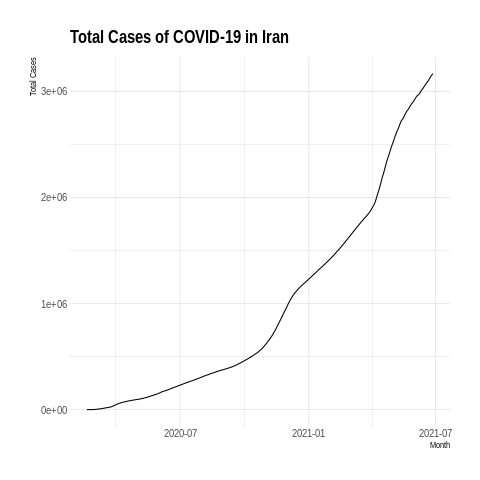 Total Cases of COVID-19 in Iran
Total Cases
3e+06
2e+06
1e+06
0e+00
2020-07
2021-01
2021-07
Month